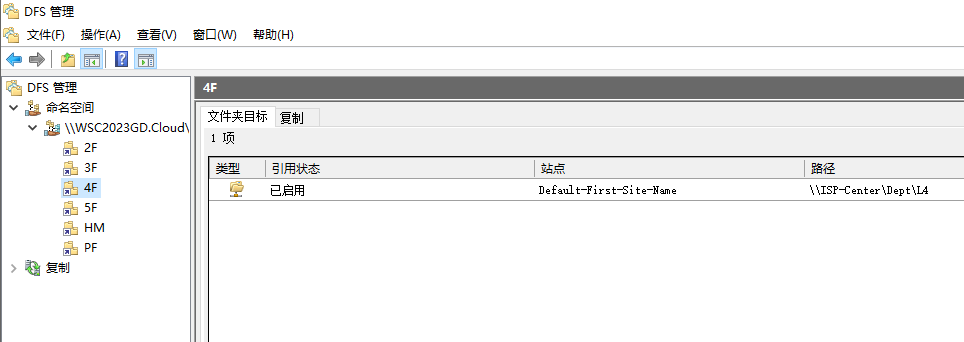 DFS 管理
文件(F) 操作(A) 查看(V) 窗口(W) 帮助(H)
DFS 管理
命名空间
\\WSC2023GD.Cloud\
2F
3F
4F
5F
HM
PF
复制
4F
文件夹目标 复制
1 项
类型 引用状态 站点 路径
已启用 Default-First-Site-Name \\ISP-Center\Dept\L4